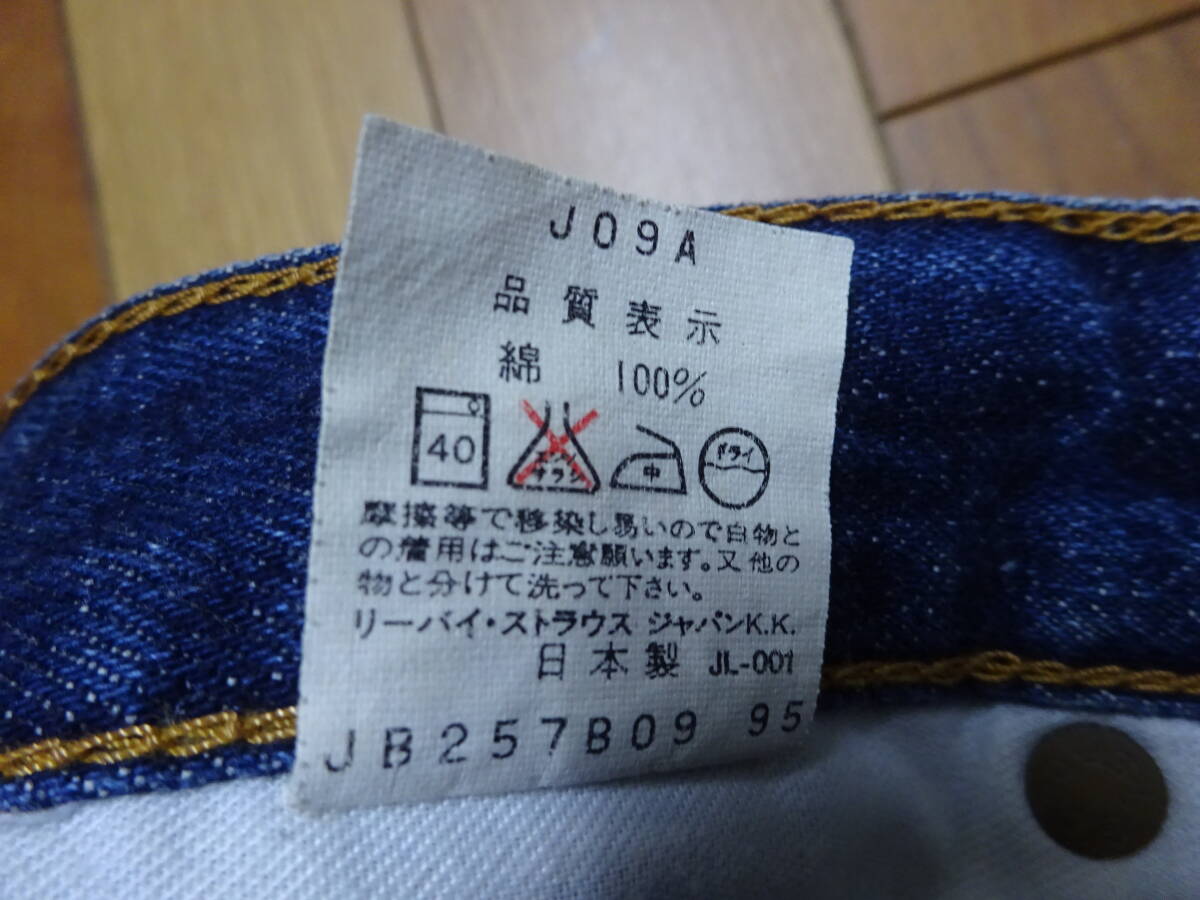 J09A
品質表示
綿 100%
40 エンソサラシ 中 ドライ
摩擦等で移染し易いので白物と
の着用はご注意願います。又他の
物と分けて洗って下さい。
リーバイ・ストラウス ジャパンK.K.
日本製 JL-001
JB257B09 95